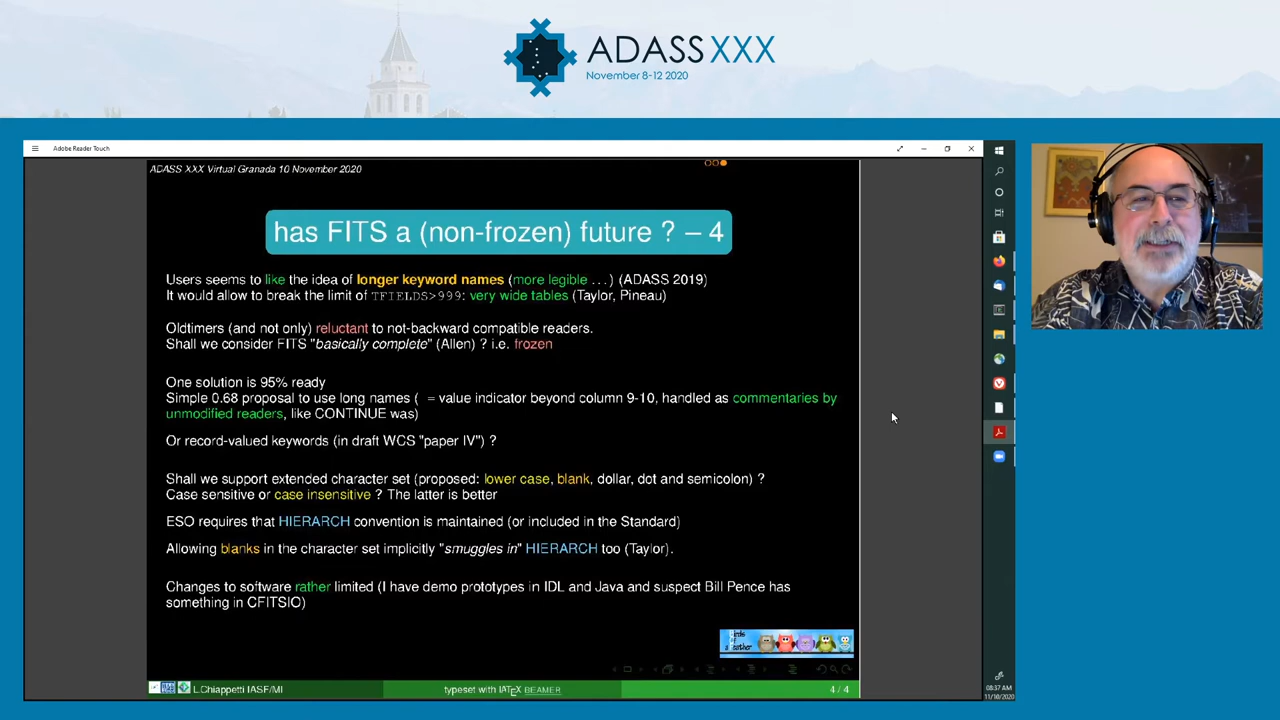 ADASS XXX
November 8-12 2020
Adobe Reader Touch
ADASS XXX Virtual Granada 10 November 2020
has FITS a (non-frozen) future ? – 4
Users seems to like the idea of longer keyword names (more legible ...) (ADASS 2019)
It would allow to break the limit of TFIELDS>999: very wide tables (Taylor, Pineau)
Oldtimers (and not only) reluctant to not-backward compatible readers.
Shall we consider FITS "basically complete" (Allen) ? i.e. frozen
One solution is 95% ready
Simple 0.68 proposal to use long names ( = value indicator beyond column 9-10, handled as commentaries by
unmodified readers, like CONTINUE was)
Or record-valued keywords (in draft WCS "paper IV") ?
Shall we support extended character set (proposed: lower case, blank, dollar, dot and semicolon) ?
Case sensitive or case insensitive ? The latter is better
ESO requires that HIERARCH convention is maintained (or included in the Standard)
Allowing blanks in the character set implicitly "smuggles in" HIERARCH too (Taylor).
Changes to software rather limited (I have demo prototypes in IDL and Java and suspect Bill Pence has
something in CFITSIO)
L.Chiappetti IASF/MI
typeset with LATEX BEAMER
4 / 4
08:37 AM
11/10/2020